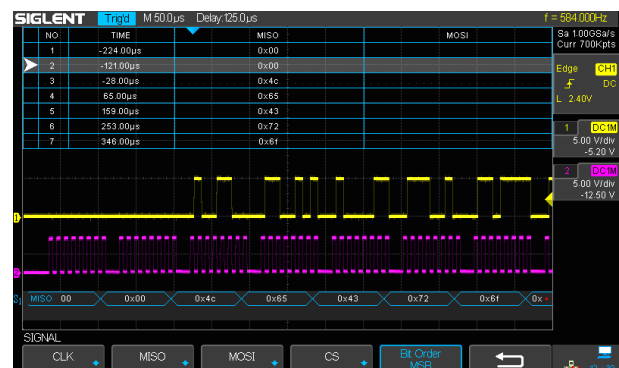 SIGLENT Trig'd M 50.0µs Delay:125.0µs f = 584.000Hz
Sa 1.00GSa/s
Curr 700Kpts
NO TIME MISO MOSI
1 -224.00µs 0x00
2 -121.00µs 0x00
3 -28.00µs 0x4c
4 65.00µs 0x65
5 159.00µs 0x43
6 253.00µs 0x72
7 346.00µs 0x6f
Edge CH1
DC
L 2.40V
1 DC1M
5.00 V/div
-5.20 V
2 DC1M
5.00 V/div
-12.50 V
1
2
S1 MISO 00 0x00 0x4c 0x65 0x43 0x72 0x6f 0x
SIGNAL
CLK MISO MOSI CS Bit Order
MSB